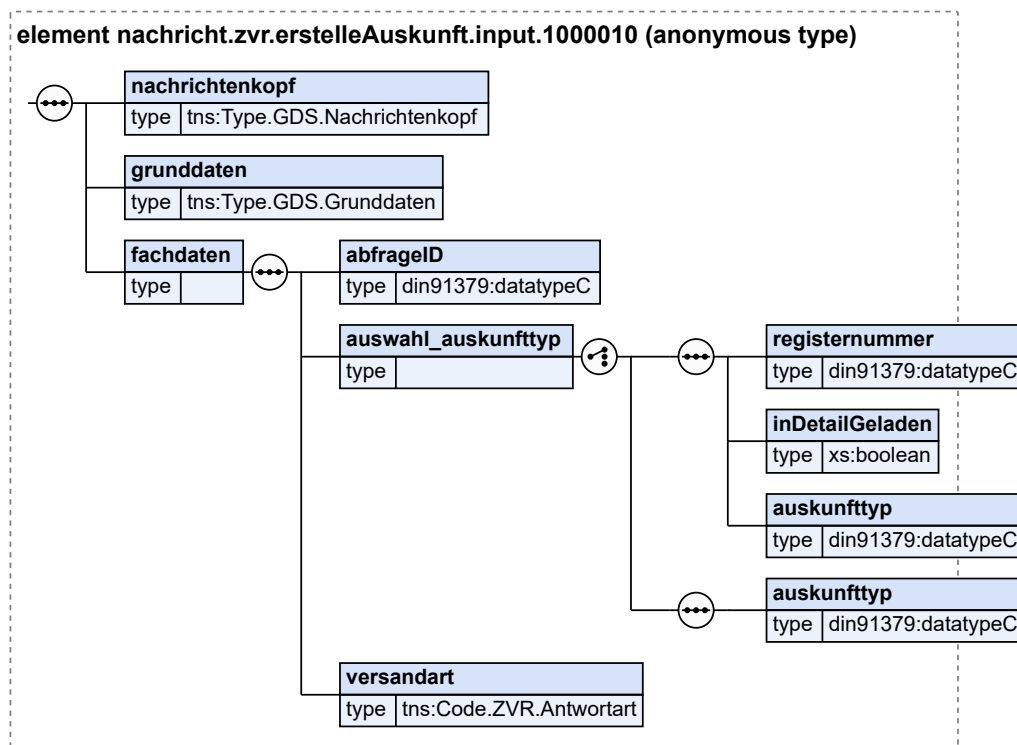 element nachricht.zvr.erstelleAuskunft.input.1000010 (anonymous type)
nachrichtenkopf
type tns:Type.GDS.Nachrichtenkopf
grunddaten
type tns:Type.GDS.Grunddaten
fachdaten
type
abfrageID
type din91379:datatypeC
auswahl_auskunfttyp
type
registernummer
type din91379:datatypeC
inDetailGeladen
type xs:boolean
auskunfttyp
type din91379:datatypeC
auskunfttyp
type din91379:datatypeC
versandart
type tns:Code.ZVR.Antwortart